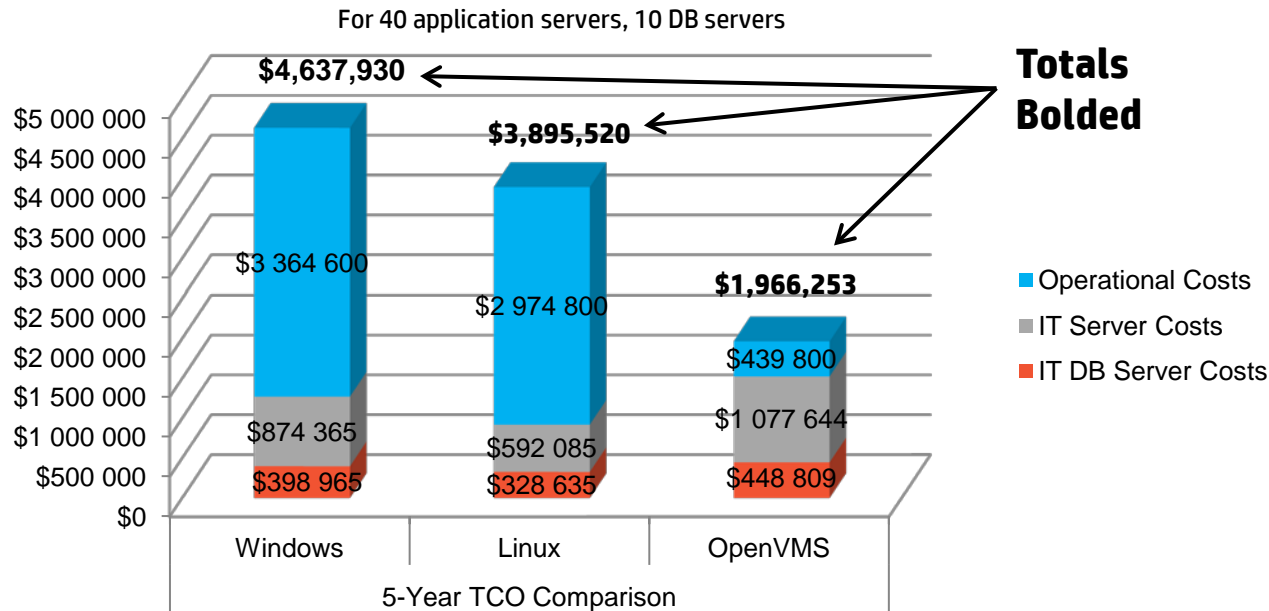 For 40 application servers, 10 DB servers
Totals
Bolded
$4,637,930
$3,895,520
$1,966,253
$5 000 000
$4 500 000
$4 000 000
$3 500 000
$3 000 000
$2 500 000
$2 000 000
$1 500 000
$1 000 000
$500 000
$0
$3 364 600
$874 365
$398 965
$2 974 800
$592 085
$328 635
$439 800
$1 077 644
$448 809
Operational Costs
IT Server Costs
IT DB Server Costs
Windows
Linux
OpenVMS
5-Year TCO Comparison